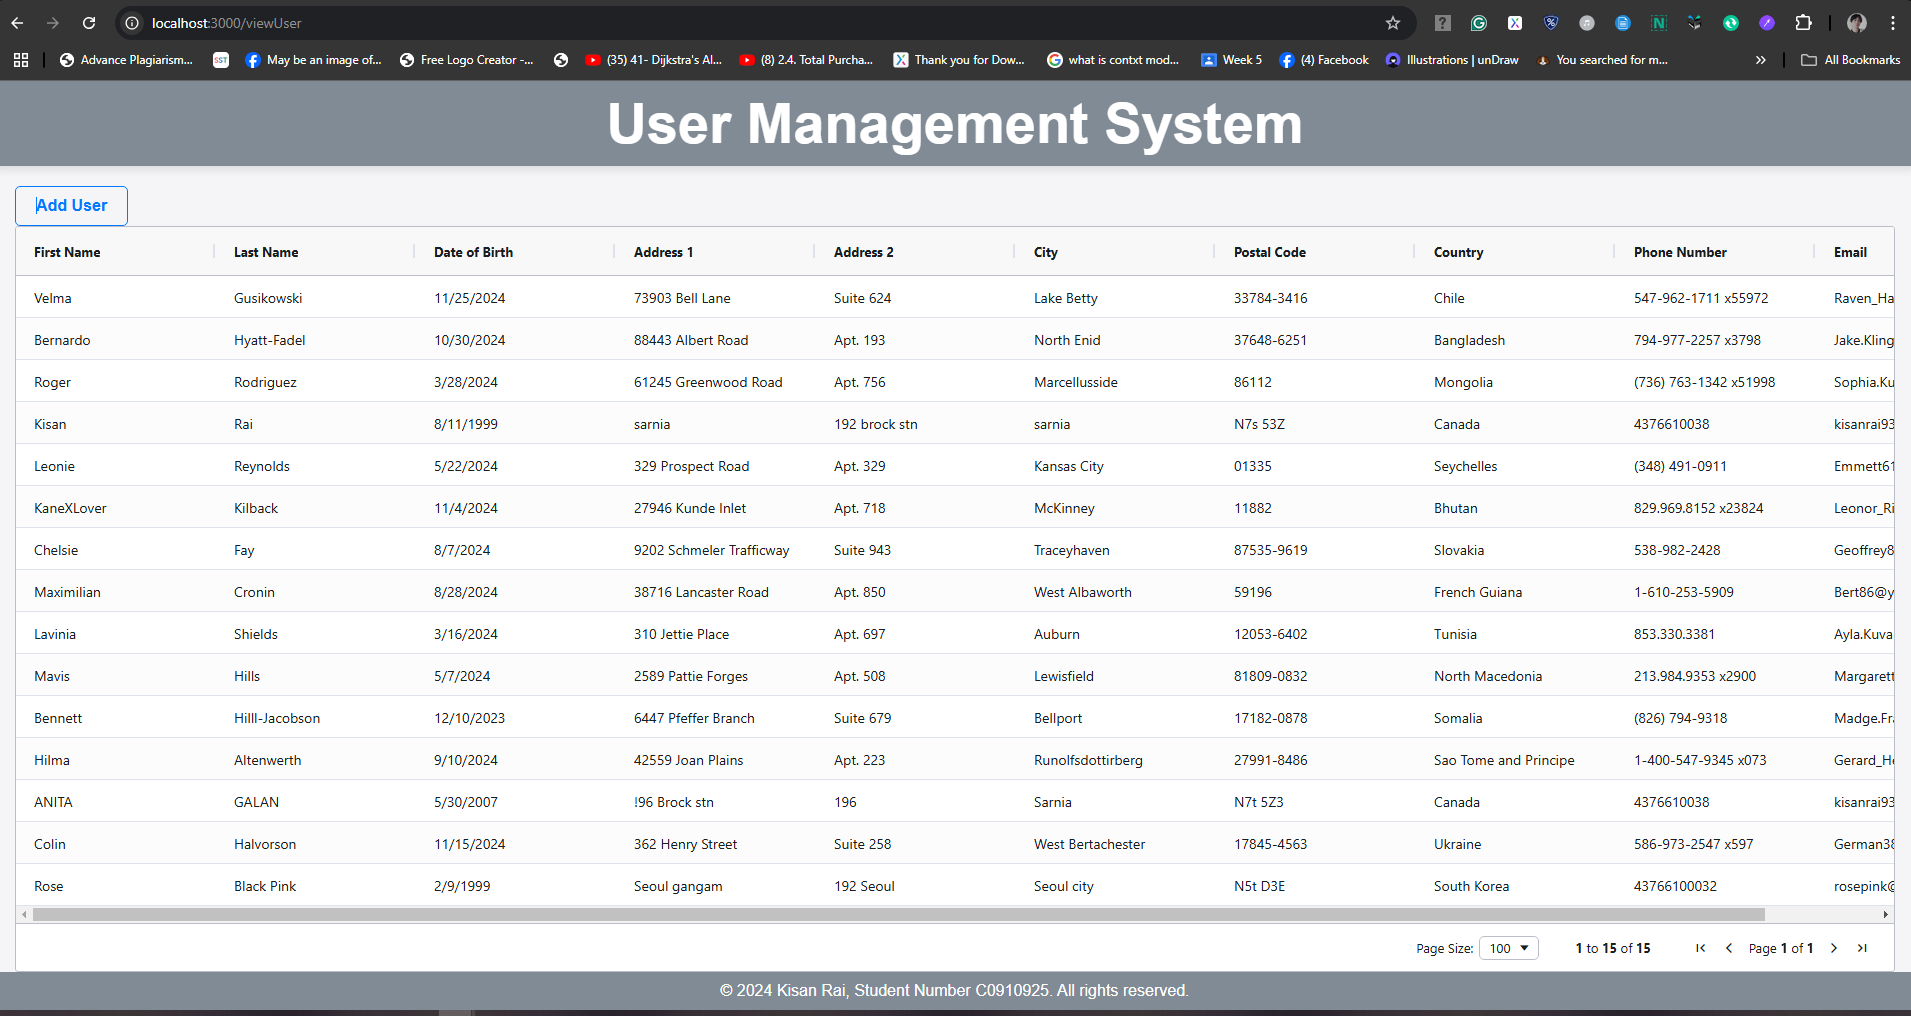 localhost:3000/viewUser
Advance Plagiarism... SST May be an image of... Free Logo Creator -... (35) 41- Dijkstra's Al... (8) 2.4. Total Purcha... Thank you for Dow... what is contxt mod... Week 5 (4) Facebook Illustrations | unDraw You searched for m... » All Bookmarks
User Management System
Add User
First Name Last Name Date of Birth Address 1 Address 2 City Postal Code Country Phone Number Email
Velma Gusikowski 11/25/2024 73903 Bell Lane Suite 624 Lake Betty 33784-3416 Chile 547-962-1711 x55972 Raven_Ha
Bernardo Hyatt-Fadel 10/30/2024 88443 Albert Road Apt. 193 North Enid 37648-6251 Bangladesh 794-977-2257 x3798 Jake.Kling
Roger Rodriguez 3/28/2024 61245 Greenwood Road Apt. 756 Marcellusside 86112 Mongolia (736) 763-1342 x51998 Sophia.Ku
Kisan Rai 8/11/1999 sarnia 192 brock stn sarnia N7s 53Z Canada 4376610038 kisanrai93
Leonie Reynolds 5/22/2024 329 Prospect Road Apt. 329 Kansas City 01335 Seychelles (348) 491-0911 Emmett61
KaneXLover Kilback 11/4/2024 27946 Kunde Inlet Apt. 718 McKinney 11882 Bhutan 829.969.8152 x23824 Leonor_Ri
Chelsie Fay 8/7/2024 9202 Schmeler Trafficway Suite 943 Traceyhaven 87535-9619 Slovakia 538-982-2428 Geoffrey8
Maximilian Cronin 8/28/2024 38716 Lancaster Road Apt. 850 West Albaworth 59196 French Guiana 1-610-253-5909 Bert86@y
Lavinia Shields 3/16/2024 310 Jettie Place Apt. 697 Auburn 12053-6402 Tunisia 853.330.3381 Ayla.Kuva
Mavis Hills 5/7/2024 2589 Pattie Forges Apt. 508 Lewisfield 81809-0832 North Macedonia 213.984.9353 x2900 Margarett
Bennett Hilll-Jacobson 12/10/2023 6447 Pfeffer Branch Suite 679 Bellport 17182-0878 Somalia (826) 794-9318 Madge.Fra
Hilma Altenwerth 9/10/2024 42559 Joan Plains Apt. 223 Runolfsdottirberg 27991-8486 Sao Tome and Principe 1-400-547-9345 x073 Gerard_He
ANITA GALAN 5/30/2007 !96 Brock stn 196 Sarnia N7t 5Z3 Canada 4376610038 kisanrai93
Colin Halvorson 11/15/2024 362 Henry Street Suite 258 West Bertachester 17845-4563 Ukraine 586-973-2547 x597 German38
Rose Black Pink 2/9/1999 Seoul gangam 192 Seoul Seoul city N5t D3E South Korea 43766100032 rosepink@
Page Size: 100 1 to 15 of 15 Page 1 of 1
© 2024 Kisan Rai, Student Number C0910925. All rights reserved.